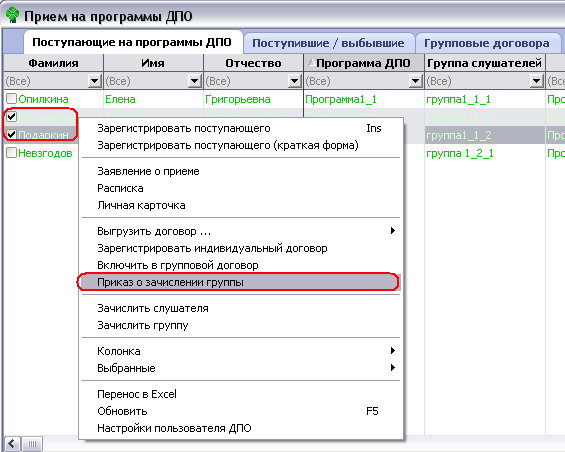 Прием на программы ДПО
Поступающие на программы ДПО Поступившие / выбывшие Групповые договора
Фамилия Имя Отчество Программа ДПО Группа слушателей
(Все) (Все) (Все) (Все) (Все)
Опилкина Елена Григорьевна Программа1_1 группа1_1_1 Про
Подаркин группа1_1_2 Про
Невзгодов группа 1_2_1 Про
Зарегистрировать поступающего Ins
Зарегистрировать поступающего (краткая форма)
Заявление о приеме
Расписка
Личная карточка
Выгрузить договор ...
Зарегистрировать индивидуальный договор
Включить в групповой договор
Приказ о зачислении группы
Зачислить слушателя
Зачислить группу
Колонка
Выбранные
Перенос в Excel
Обновить F5
Настройки пользователя ДПО